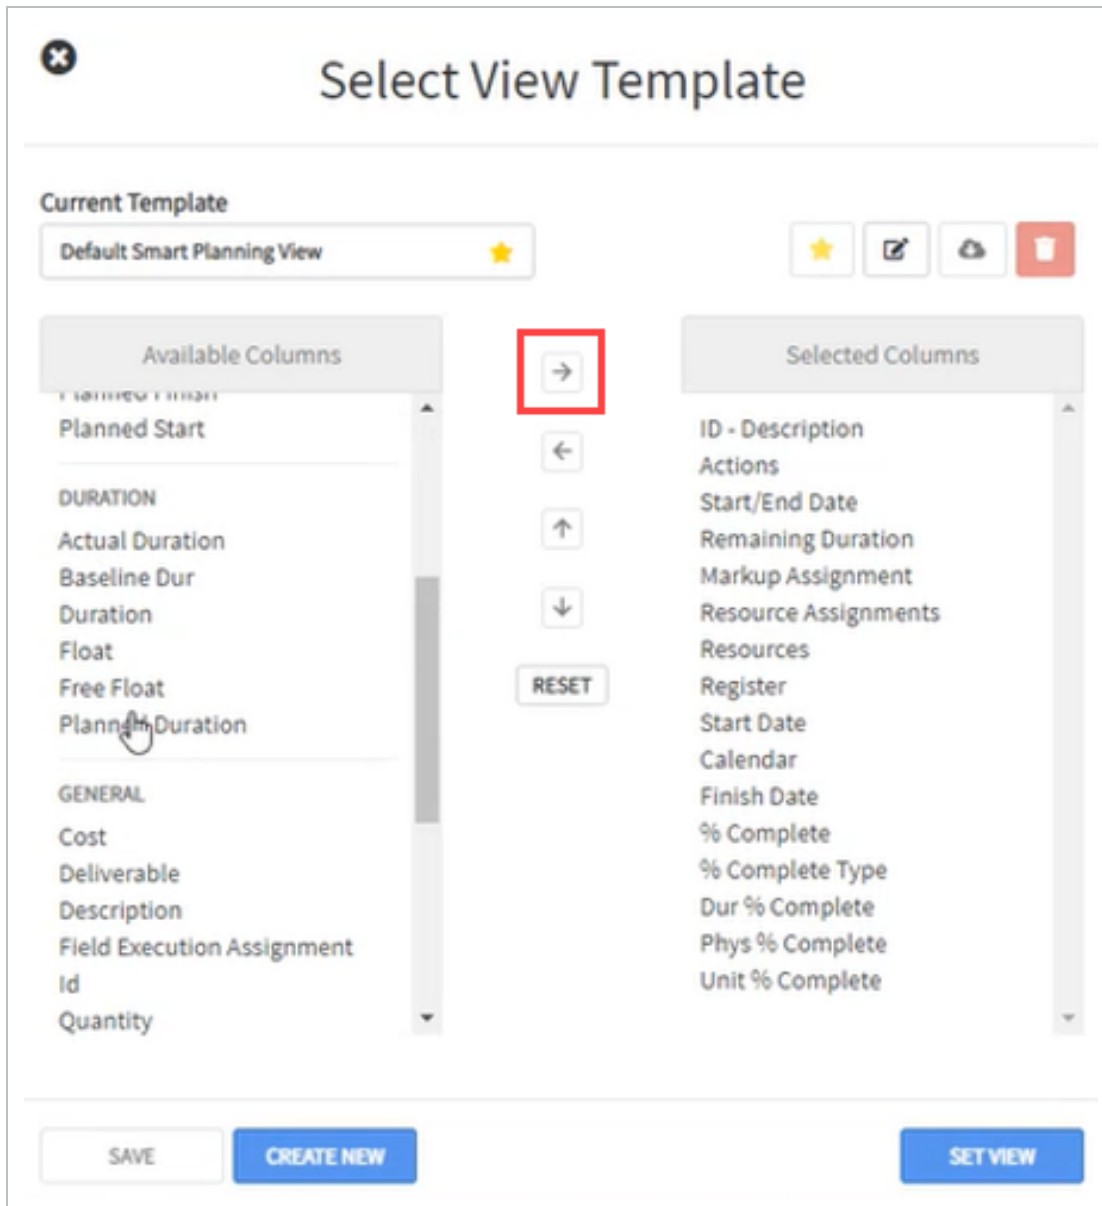 Select View Template
Current Template
Default Smart Planning View
Available Columns
Planned Finish
Planned Start
DURATION
Actual Duration
Baseline Dur
Duration
Float
Free Float
Planned Duration
GENERAL
Cost
Deliverable
Description
Field Execution Assignment
Id
Quantity
RESET
Selected Columns
ID - Description
Actions
Start/End Date
Remaining Duration
Markup Assignment
Resource Assignments
Resources
Register
Start Date
Calendar
Finish Date
% Complete
% Complete Type
Dur % Complete
Phys % Complete
Unit % Complete
SAVE
CREATE NEW
SET VIEW